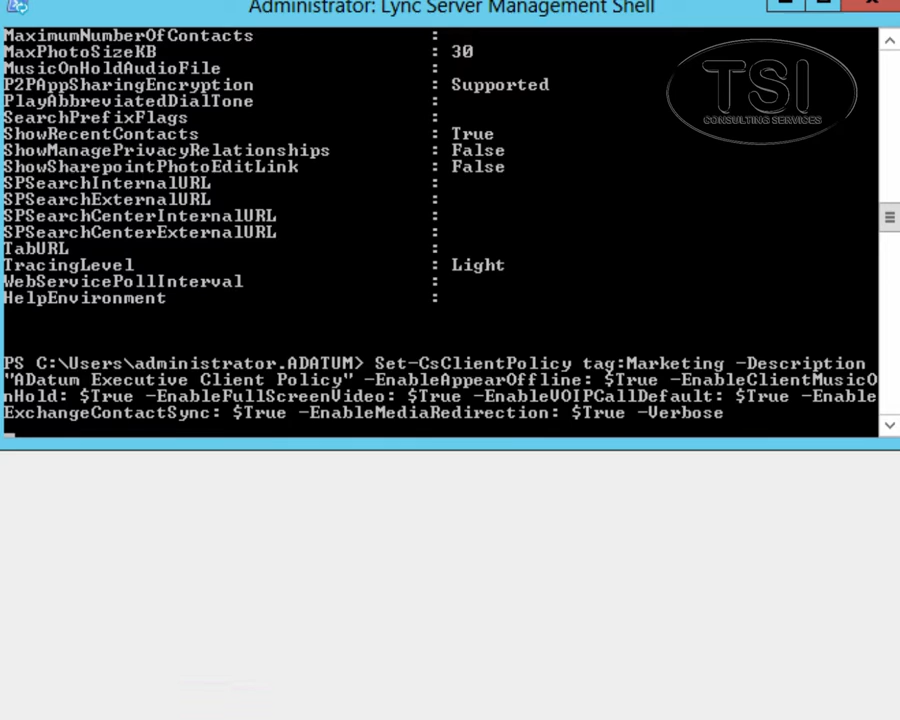 Administrator: Lync Server Management Shell
MaximumNumberOfContacts :
MaxPhotoSizeKB : 30
MusicOnHoldAudioFile :
P2PAppSharingEncryption : Supported
PlayAbbreviatedDialTone :
SearchPrefixFlags :
ShowRecentContacts : True
ShowManagePrivacyRelationships : False
ShowSharepointPhotoEditLink : False
SPSearchInternalURL :
SPSearchExternalURL :
SPSearchCenterInternalURL :
SPSearchCenterExternalURL :
TabURL :
TracingLevel : Light
WebServicePollInterval :
HelpEnvironment :
TSI
CONSULTING SERVICES
PS C:\Users\administrator.ADATUM> Set-CsClientPolicy tag:Marketing -Description
"ADatum Executive Client Policy" -EnableAppearOffline: $True -EnableClientMusicO
nHold: $True -EnableFullScreenVideo: $True -EnableVOIPCallDefault: $True -Enable
ExchangeContactSync: $True -EnableMediaRedirection: $True -Verbose